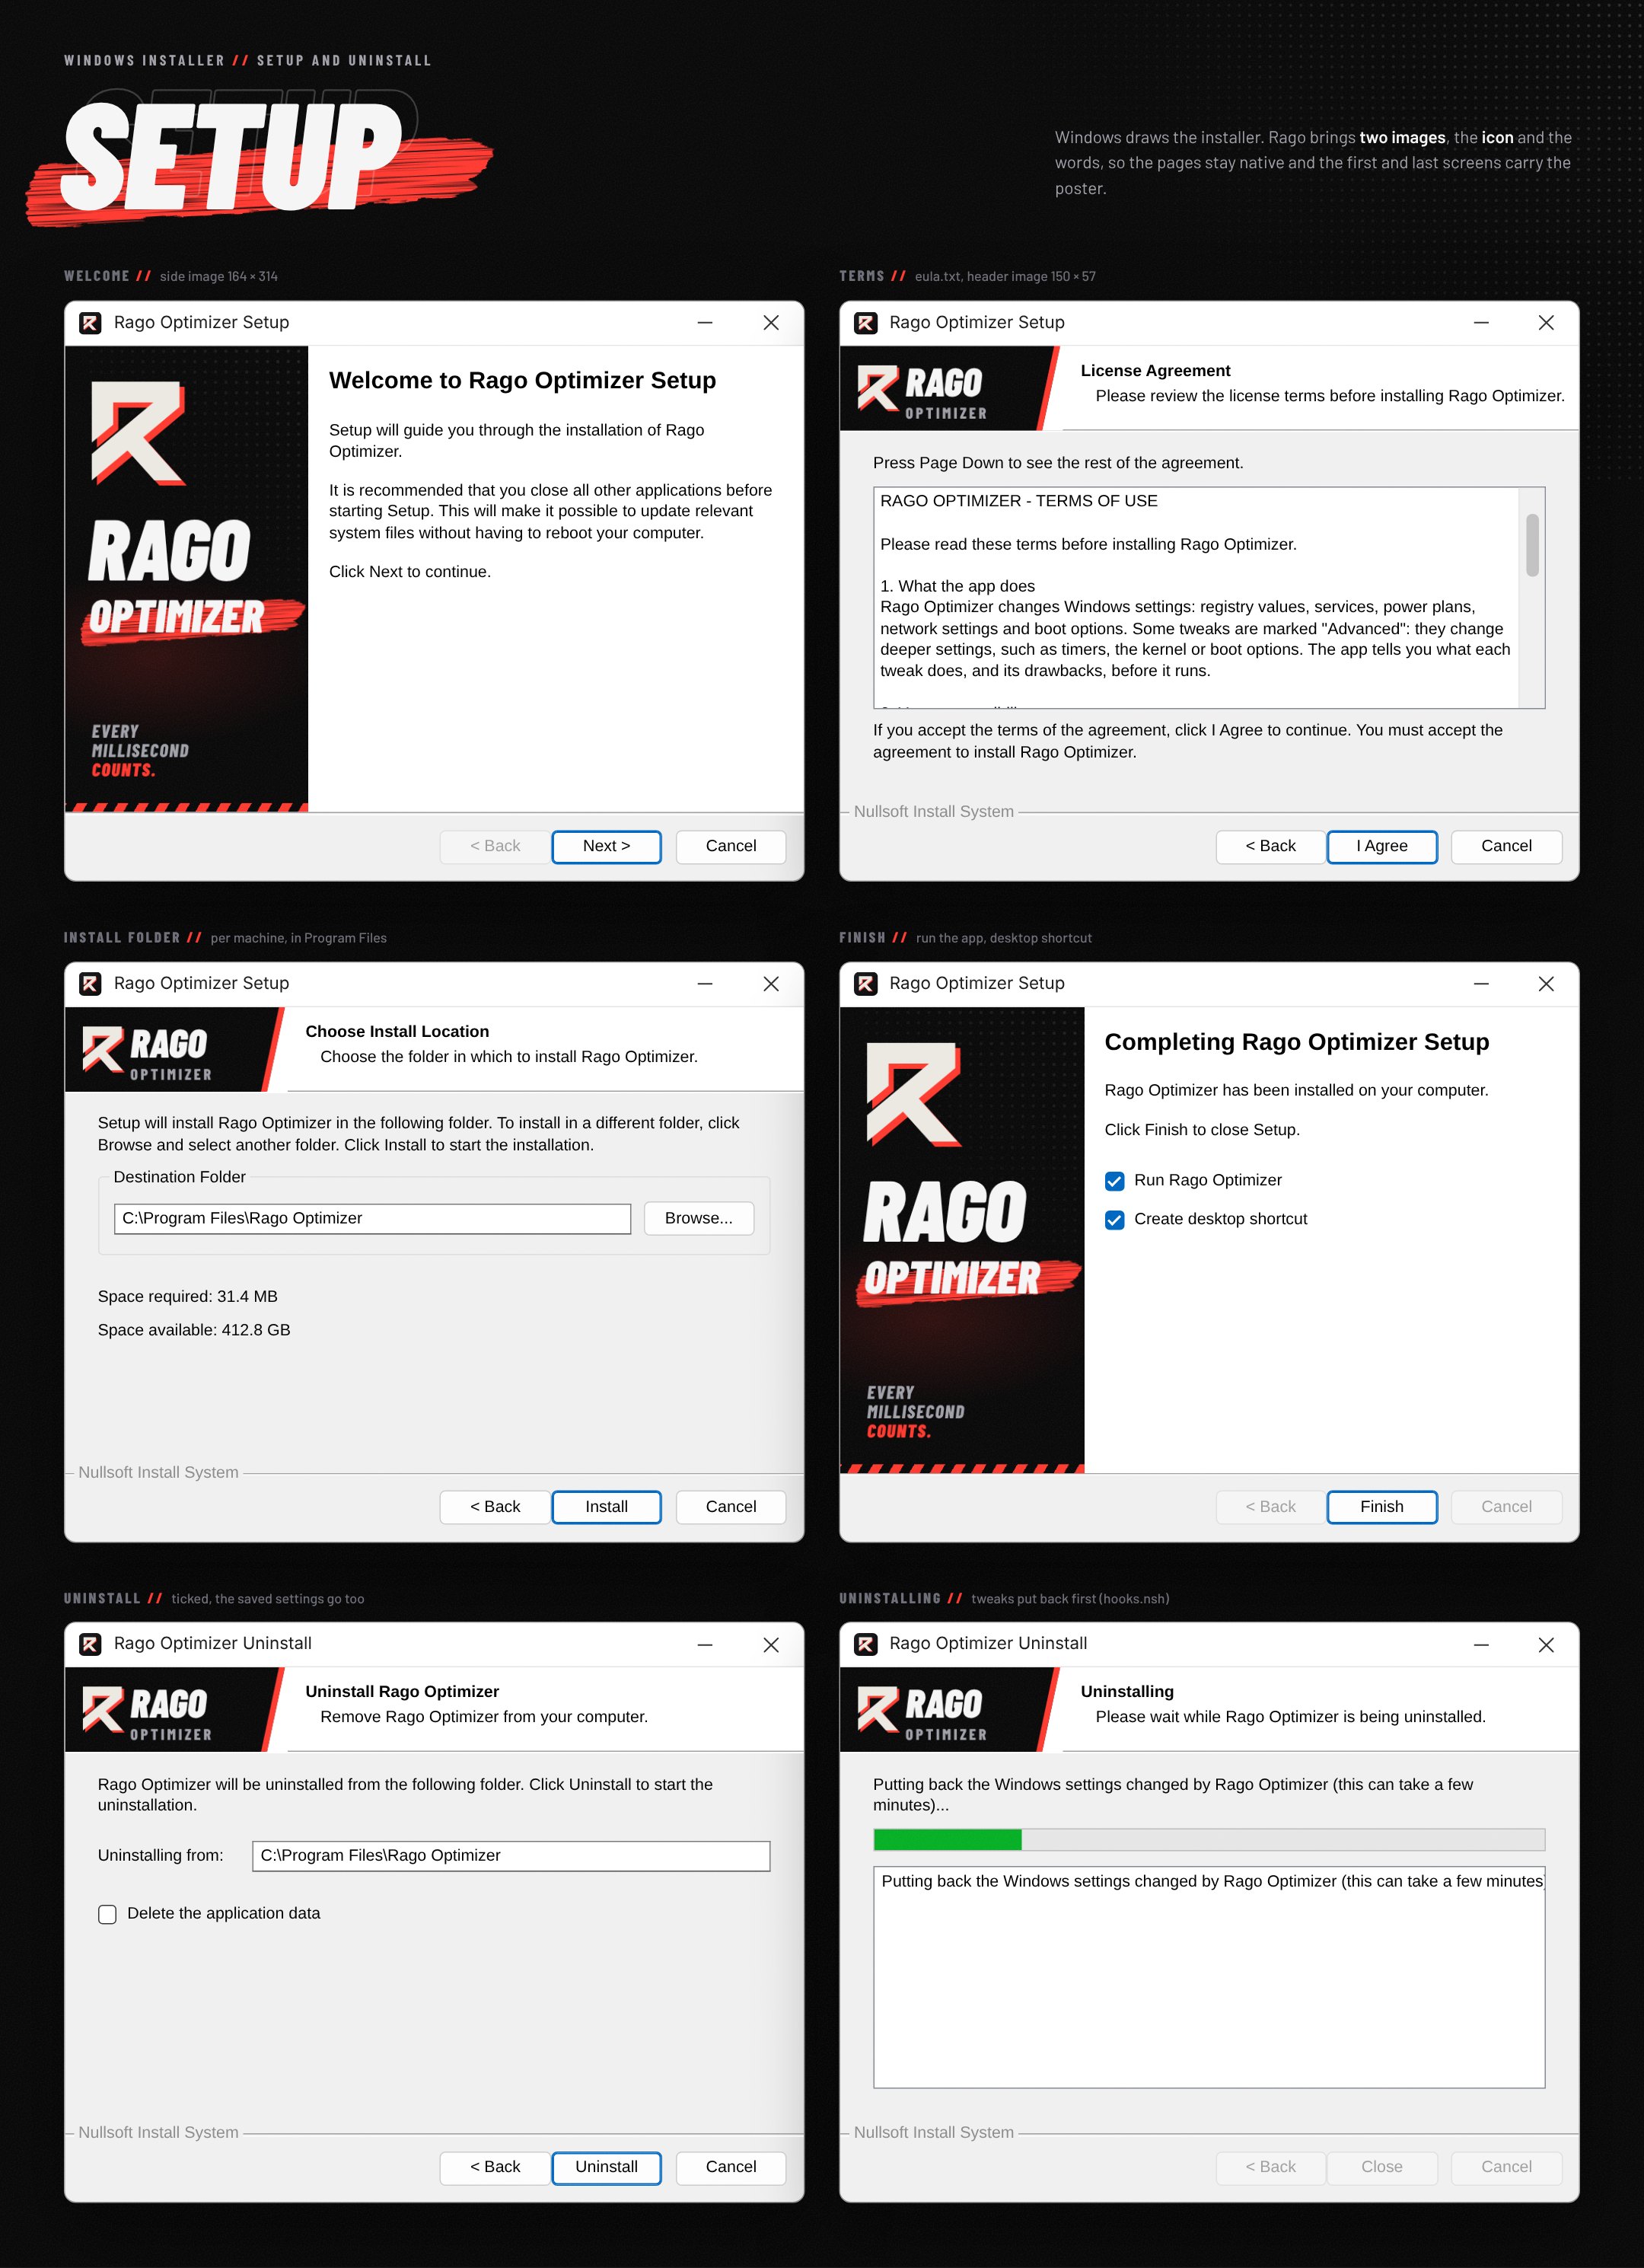 WINDOWS INSTALLER // SETUP AND UNINSTALL
SETUP
Windows draws the installer. Rago brings two images, the icon and the
words, so the pages stay native and the first and last screens carry the
poster.
WELCOME // side image 164 × 314
Rago Optimizer Setup
RAGO
OPTIMIZER
EVERY
MILLISECOND
COUNTS.
Welcome to Rago Optimizer Setup
Setup will guide you through the installation of Rago
Optimizer.
It is recommended that you close all other applications before
starting Setup. This will make it possible to update relevant
system files without having to reboot your computer.
Click Next to continue.
< Back
Next >
Cancel
TERMS // eula.txt, header image 150 × 57
Rago Optimizer Setup
RAGO
OPTIMIZER
License Agreement
Please review the license terms before installing Rago Optimizer.
Press Page Down to see the rest of the agreement.
RAGO OPTIMIZER - TERMS OF USE
Please read these terms before installing Rago Optimizer.
1. What the app does
Rago Optimizer changes Windows settings: registry values, services, power plans,
network settings and boot options. Some tweaks are marked "Advanced": they change
deeper settings, such as timers, the kernel or boot options. The app tells you what each
tweak does, and its drawbacks, before it runs.
If you accept the terms of the agreement, click I Agree to continue. You must accept the
agreement to install Rago Optimizer.
Nullsoft Install System
< Back
I Agree
Cancel
INSTALL FOLDER // per machine, in Program Files
Rago Optimizer Setup
RAGO
OPTIMIZER
Choose Install Location
Choose the folder in which to install Rago Optimizer.
Setup will install Rago Optimizer in the following folder. To install in a different folder, click
Browse and select another folder. Click Install to start the installation.
Destination Folder
C:\Program Files\Rago Optimizer
Browse...
Space required: 31.4 MB
Space available: 412.8 GB
Nullsoft Install System
< Back
Install
Cancel
FINISH // run the app, desktop shortcut
Rago Optimizer Setup
RAGO
OPTIMIZER
EVERY
MILLISECOND
COUNTS.
Completing Rago Optimizer Setup
Rago Optimizer has been installed on your computer.
Click Finish to close Setup.
Run Rago Optimizer
Create desktop shortcut
< Back
Finish
Cancel
UNINSTALL // ticked, the saved settings go too
Rago Optimizer Uninstall
RAGO
OPTIMIZER
Uninstall Rago Optimizer
Remove Rago Optimizer from your computer.
Rago Optimizer will be uninstalled from the following folder. Click Uninstall to start the
uninstallation.
Uninstalling from:
C:\Program Files\Rago Optimizer
Delete the application data
Nullsoft Install System
< Back
Uninstall
Cancel
UNINSTALLING // tweaks put back first (hooks.nsh)
Rago Optimizer Uninstall
RAGO
OPTIMIZER
Uninstalling
Please wait while Rago Optimizer is being uninstalled.
Putting back the Windows settings changed by Rago Optimizer (this can take a few
minutes)...
Putting back the Windows settings changed by Rago Optimizer (this can take a few minutes)
Nullsoft Install System
< Back
Close
Cancel